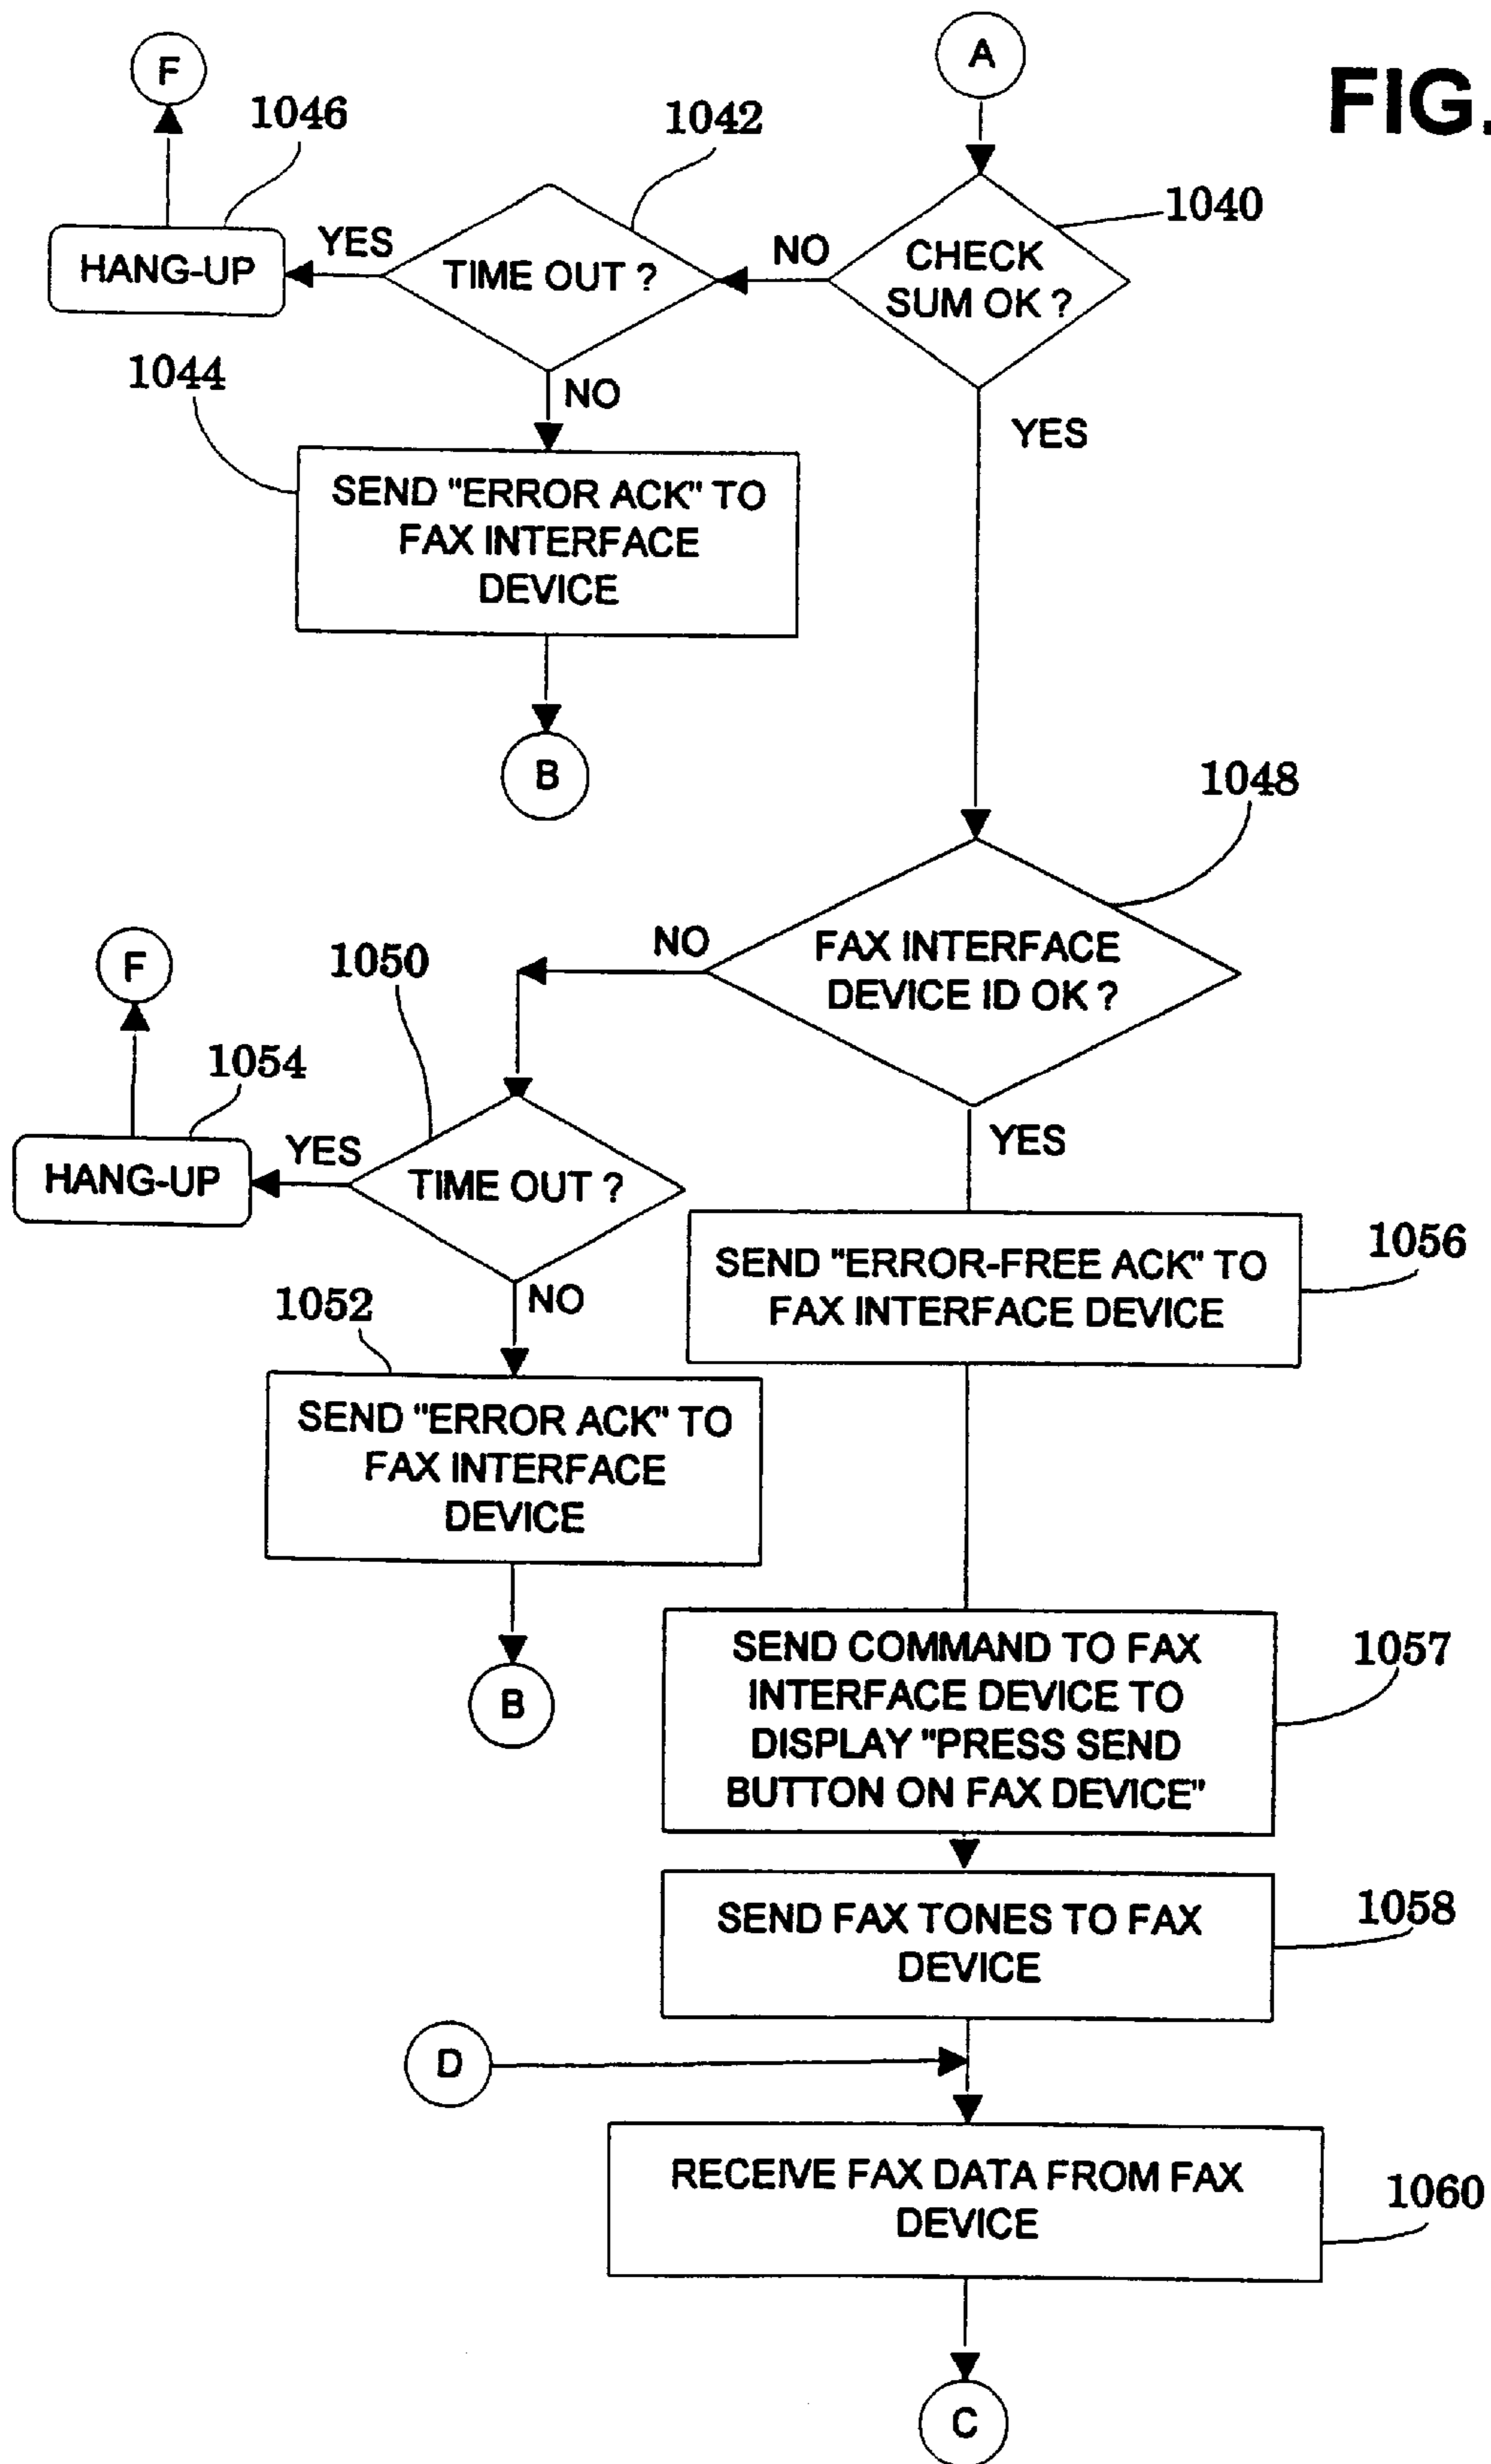 F
A
FIG.
1046
1042
1040
HANG-UP
YES
TIME OUT ?
NO
CHECK
SUM OK ?
1044
NO
YES
SEND "ERROR ACK" TO
FAX INTERFACE
DEVICE
B
1048
F
1050
NO
FAX INTERFACE
DEVICE ID OK ?
1054
HANG-UP
YES
TIME OUT ?
YES
1052
NO
SEND "ERROR-FREE ACK" TO
FAX INTERFACE DEVICE
1056
SEND "ERROR ACK" TO
FAX INTERFACE
DEVICE
B
SEND COMMAND TO FAX
INTERFACE DEVICE TO
DISPLAY "PRESS SEND
BUTTON ON FAX DEVICE"
1057
SEND FAX TONES TO FAX
DEVICE
1058
D
RECEIVE FAX DATA FROM FAX
DEVICE
1060
C